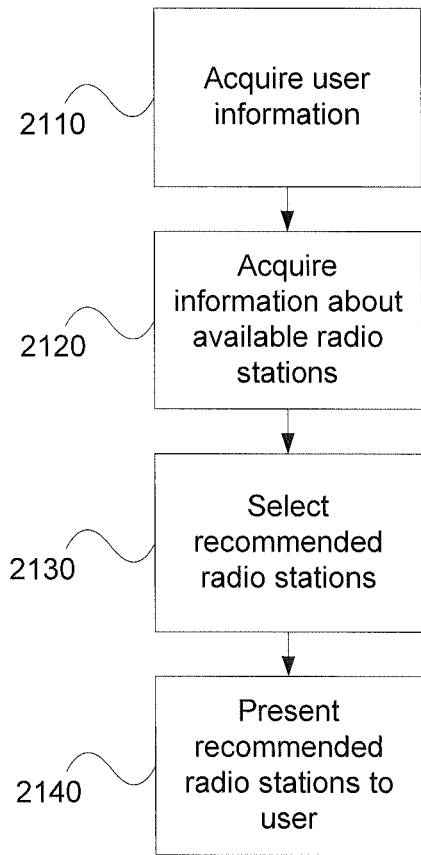 Acquire user
information
2110
Acquire
information about
available radio
stations
2120
Select
recommended
radio stations
2130
Present
recommended
radio stations to
user
2140